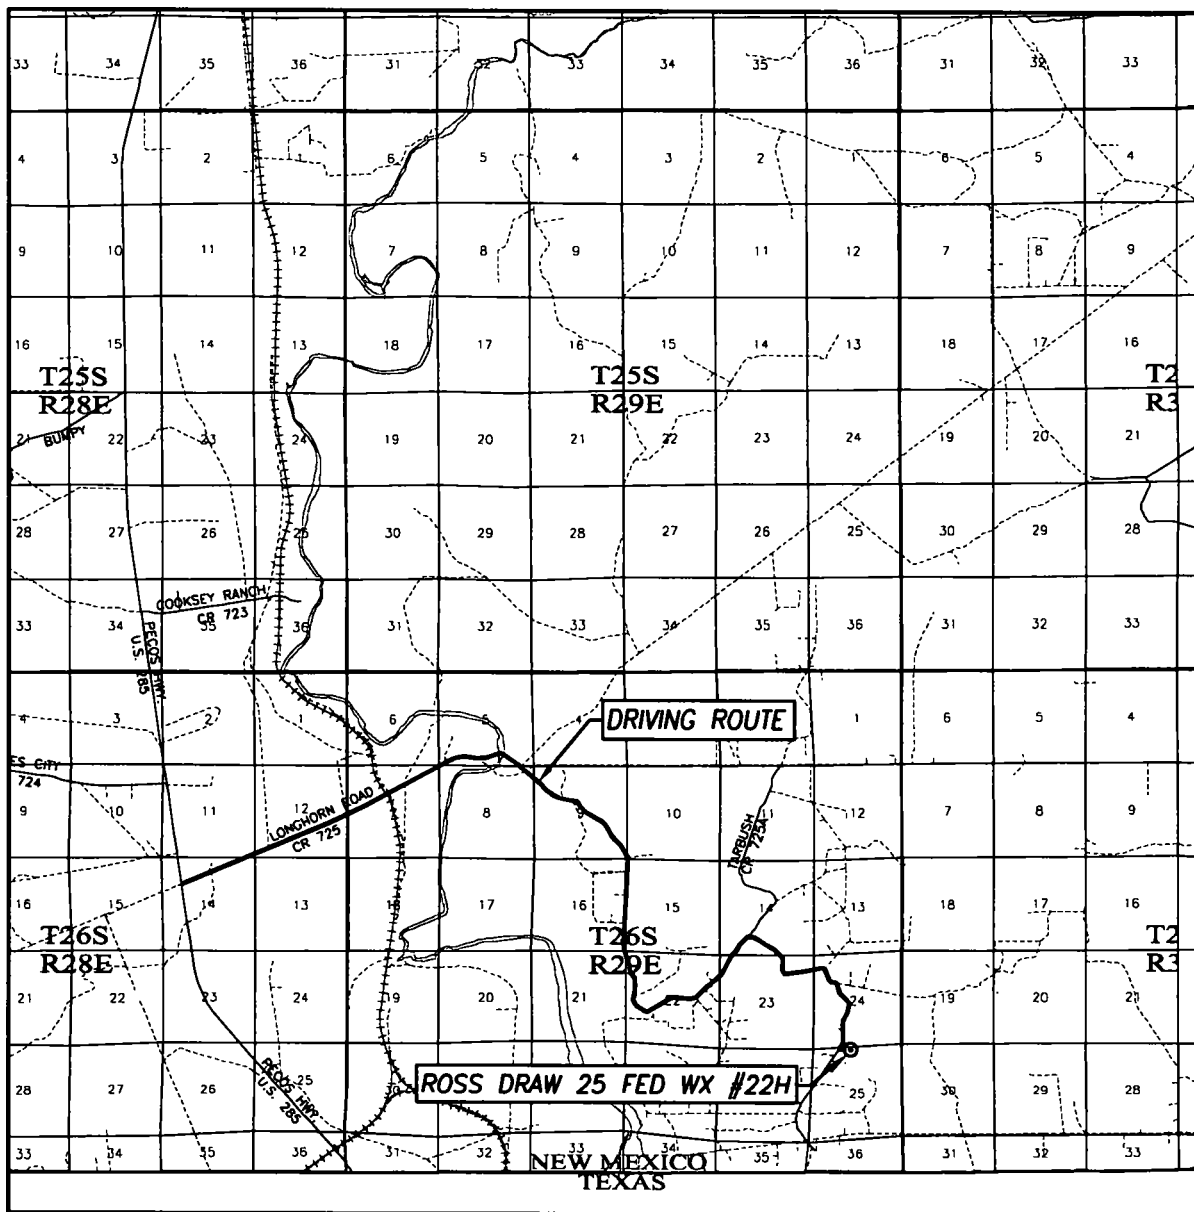 33 34 35 36 31 32 33 34 35 36 31 32 33
4 3 2 1 6 5 4 3 2 1 6 5 4
9 10 11 12 7 8 9 10 11 12 7 8 9
16 15 14 13 18 17 16 15 14 13 18 17 16
T25S T25S T2
R28E R29E R3
21 22 23 24 19 20 21 22 23 24 19 20 21
BUMPY
28 27 26 25 30 29 28 27 26 25 30 29 28
COOKSEY RANCH
CR 723
33 34 35 36 31 32 33 34 35 36 31 32 33
PECOS HWY
U.S. 285
4 3 2 1 6 5 4 1 6 5 4
DRIVING ROUTE
ES CITY
724
9 10 11 12 8 9 10 11 12 7 8 9
LONGHORN ROAD
CR 725
TARBUSH
CR 725A
16 15 14 13 18 17 16 15 14 13 18 17 16
T26S T26S T2
R28E R29E R3
21 22 23 24 19 20 21 22 23 24 19 20 21
28 27 26 25 30 25 30 29 28
PECOS HWY
U.S. 285
ROSS DRAW 25 FED WX #22H
33 34 35 36 31 32 33 34 35 36 31 32 33
NEW MEXICO
TEXAS